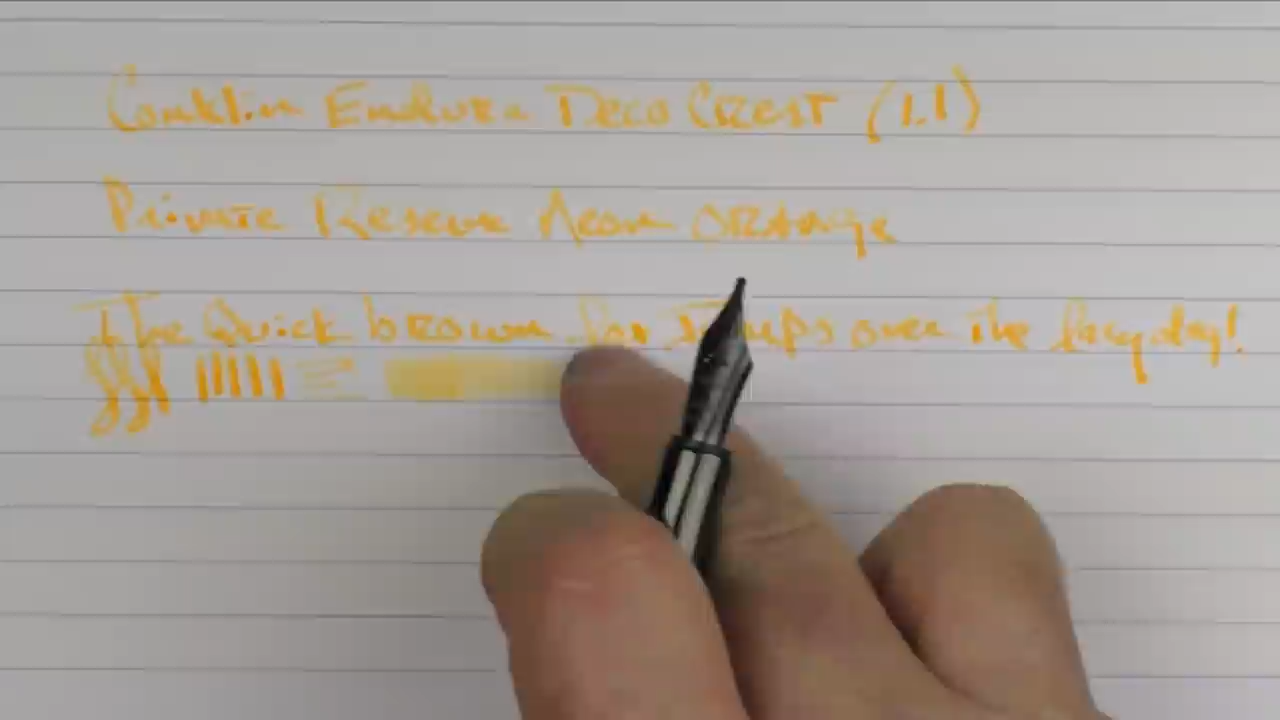 Conklin Endura Deco Crest (1.1)
Private Reserve Neon Orange
The Quick brown fox Jumps over The lazy dog!